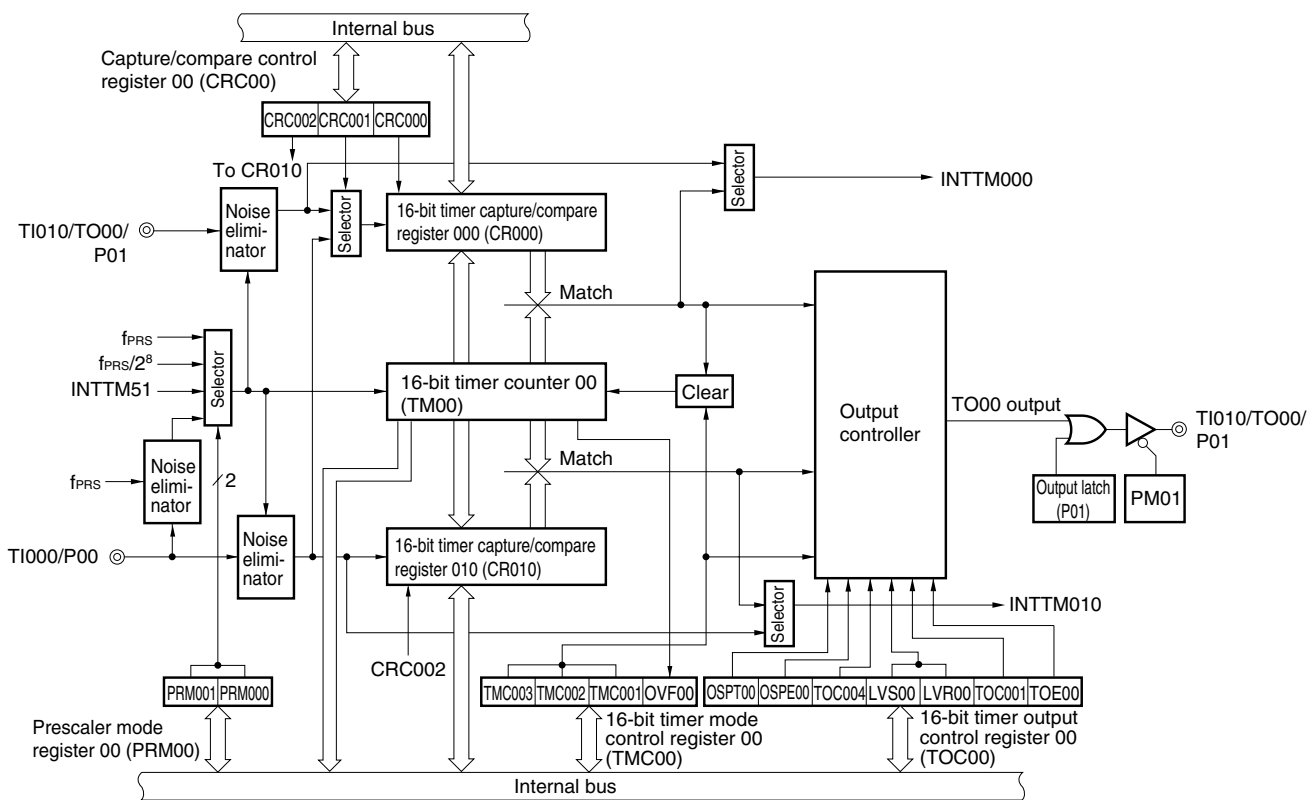 Internal bus
Capture/compare control
register 00 (CRC00)
CRC002 CRC001 CRC000
To CR010
Selector
INTTM000
TI010/TO00/
P01
Noise
elimi-
nator
Selector
16-bit timer capture/compare
register 000 (CR000)
Match
fPRS
fPRS/2⁸
INTTM51
Selector
16-bit timer counter 00
(TM00)
Clear
Output
controller
TO00 output
TI010/TO00/
P01
Output latch
(P01)
PM01
fPRS
Noise
elimi-
nator
2
Match
TI000/P00
Noise
elimi-
nator
16-bit timer capture/compare
register 010 (CR010)
Selector
INTTM010
CRC002
PRM001 PRM000
TMC003 TMC002 TMC001 OVF00
OSPT00 OSPE00 TOC004 LVS00 LVR00 TOC001 TOE00
Prescaler mode
register 00 (PRM00)
16-bit timer mode
control register 00
(TMC00)
16-bit timer output
control register 00
(TOC00)
Internal bus